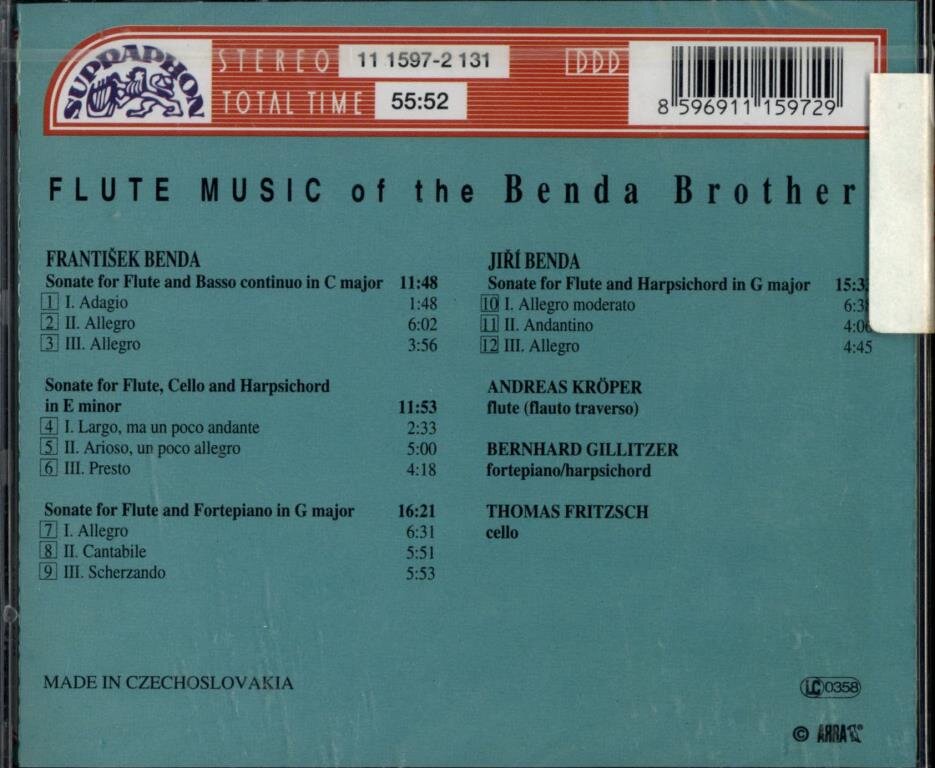 SUPRAPHON
STEREO 11 1597-2 131 DDD
TOTAL TIME 55:52
8 596911 159729
FLUTE MUSIC of the Benda Brother
FRANTIŠEK BENDA
Sonate for Flute and Basso continuo in C major 11:48
1 I. Adagio 1:48
2 II. Allegro 6:02
3 III. Allegro 3:56
Sonate for Flute, Cello and Harpsichord
in E minor 11:53
4 I. Largo, ma un poco andante 2:33
5 II. Arioso, un poco allegro 5:00
6 III. Presto 4:18
Sonate for Flute and Fortepiano in G major 16:21
7 I. Allegro 6:31
8 II. Cantabile 5:51
9 III. Scherzando 5:53
JIŘÍ BENDA
Sonate for Flute and Harpsichord in G major
10 I. Allegro moderato
11 II. Andantino
12 III. Allegro 4:45
ANDREAS KRÖPER
flute (flauto traverso)
BERNHARD GILLITZER
fortepiano/harpsichord
THOMAS FRITZSCH
cello
MADE IN CZECHOSLOVAKIA
LC 0358
©